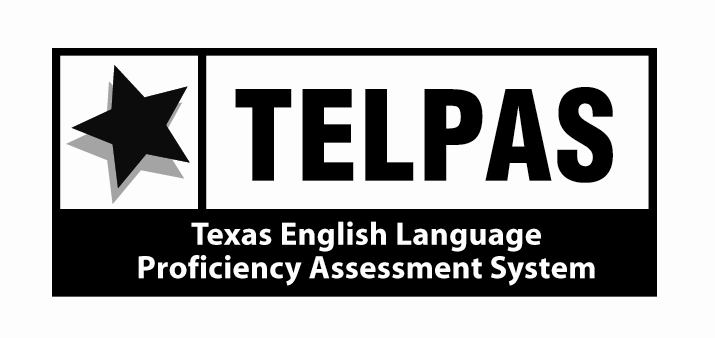 TELPAS
Texas English Language
Proficiency Assessment System